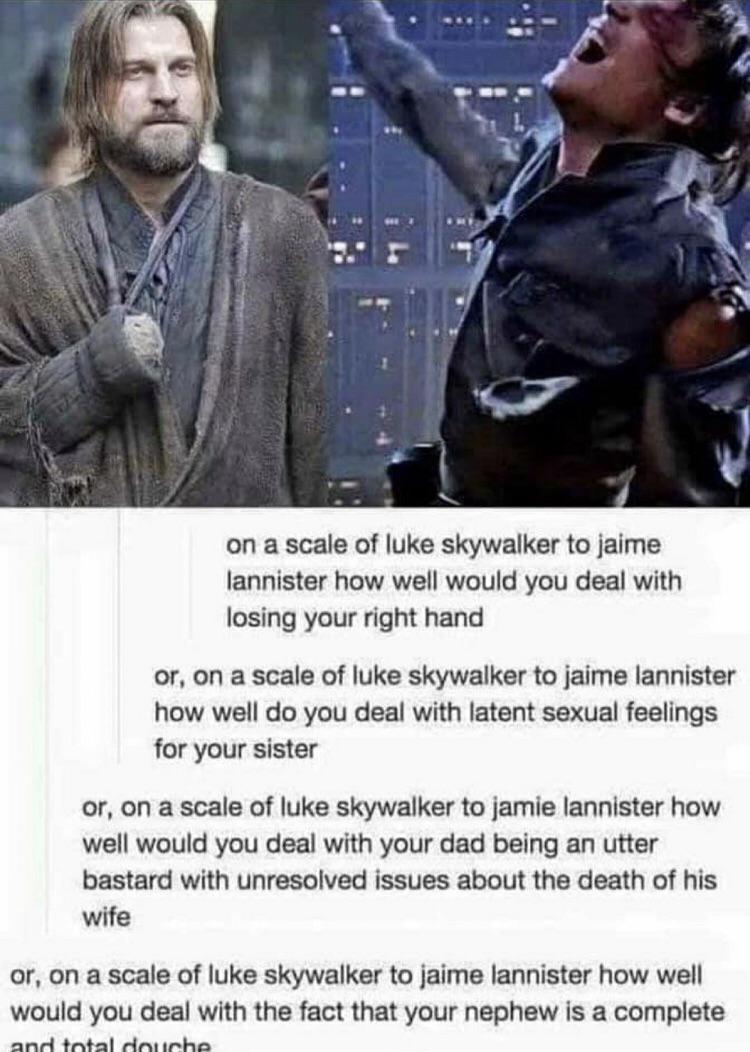 on a scale of luke skywalker to jaime
lannister how well would you deal with
losing your right hand
or, on a scale of luke skywalker to jaime lannister
how well do you deal with latent sexual feelings
for your sister
or, on a scale of luke skywalker to jamie lannister how
well would you deal with your dad being an utter
bastard with unresolved issues about the death of his
wife
or, on a scale of luke skywalker to jaime lannister how well
would you deal with the fact that your nephew is a complete
and total douche